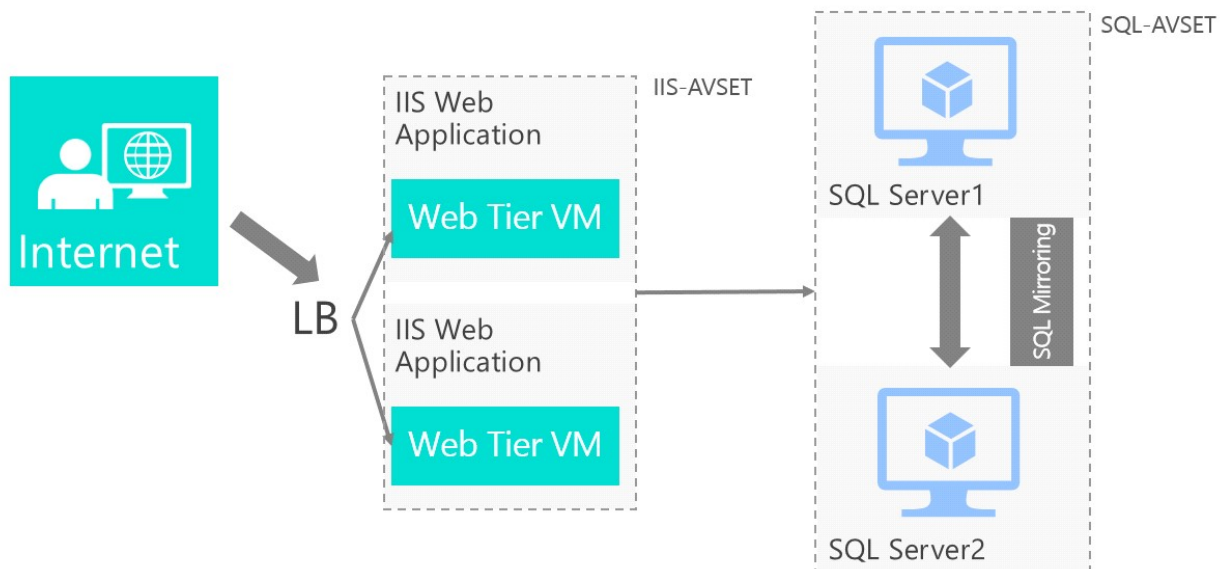 Internet
LB
IIS Web
Application
Web Tier VM
IIS Web
Application
Web Tier VM
IIS-AVSET
SQL-AVSET
SQL Server1
SQL Mirroring
SQL Server2